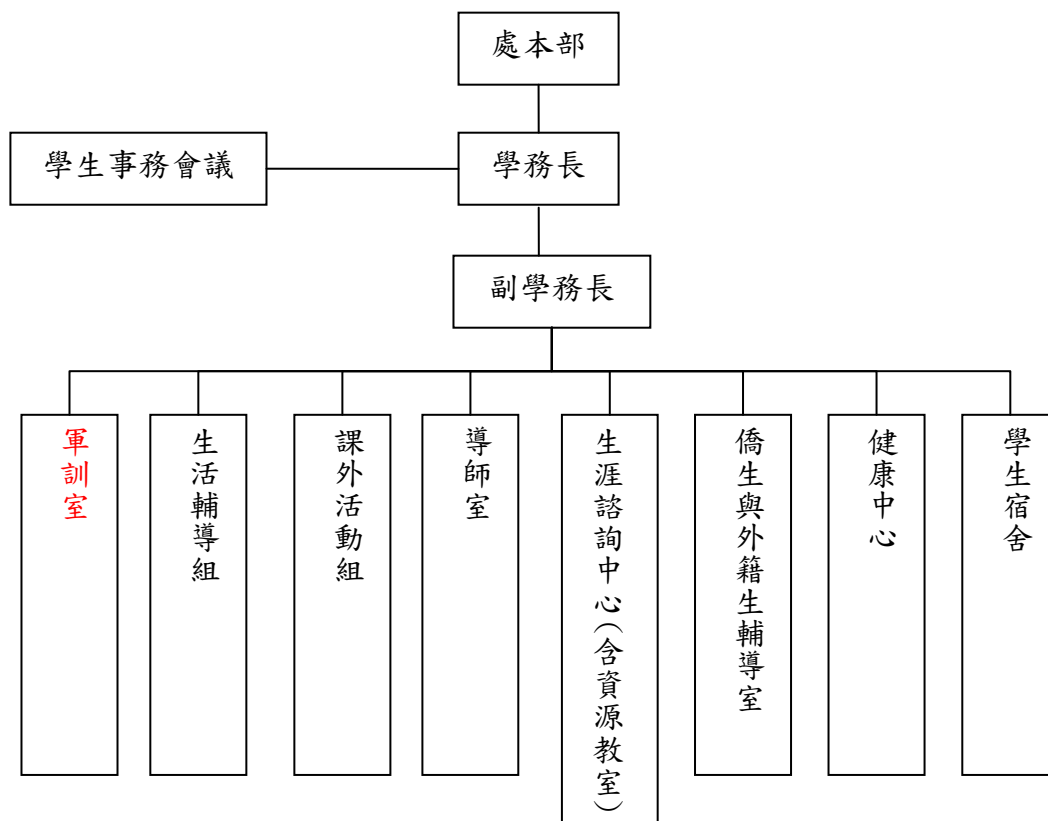 處本部
學生事務會議
學務長
副學務長
軍訓室
生活輔導組
課外活動組
導師室
生涯諮詢中心(含資源教室)
僑生與外籍生輔導室
健康中心
學生宿舍